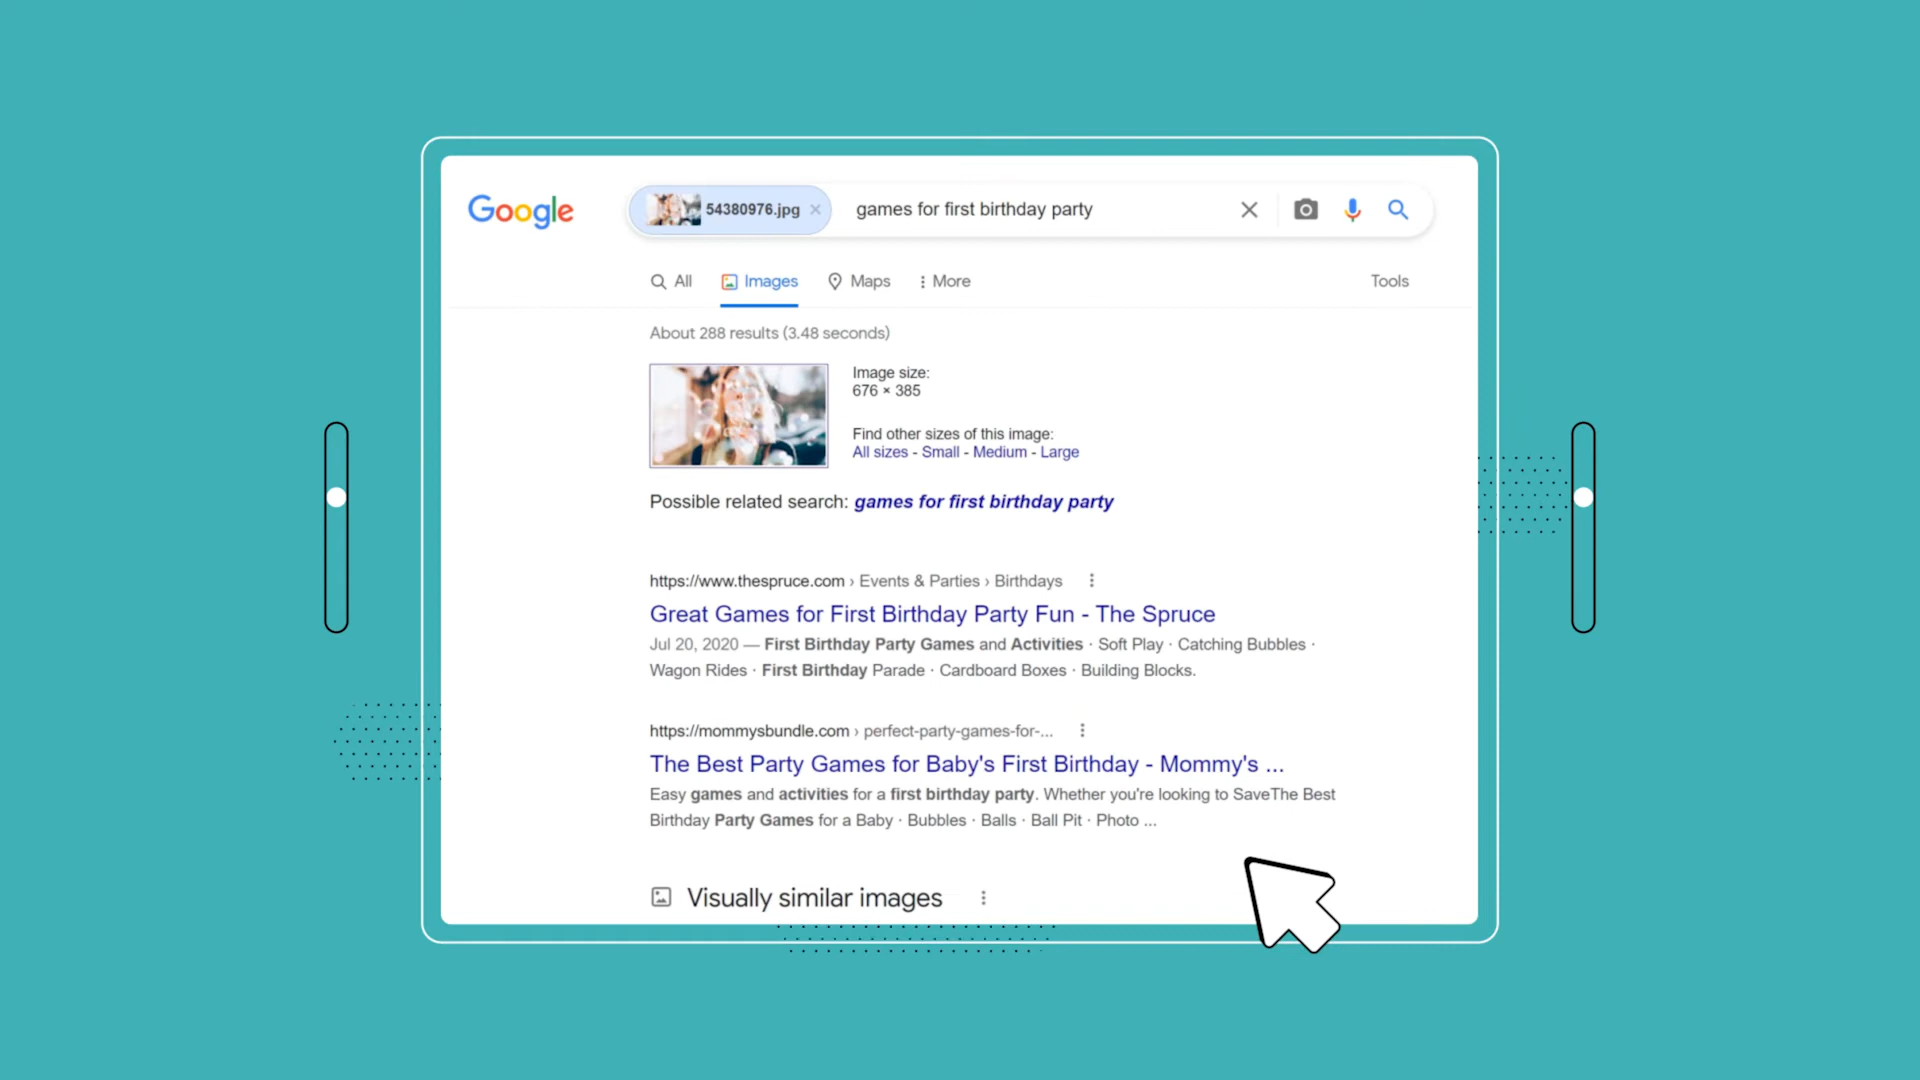 Google
54380976.jpg
games for first birthday party
All
Images
Maps
More
Tools
About 288 results (3.48 seconds)
Image size:
676 × 385
Find other sizes of this image:
All sizes - Small - Medium - Large
Possible related search: games for first birthday party
https://www.thespruce.com › Events & Parties › Birthdays
Great Games for First Birthday Party Fun - The Spruce
Jul 20, 2020 — First Birthday Party Games and Activities · Soft Play · Catching Bubbles ·
Wagon Rides · First Birthday Parade · Cardboard Boxes · Building Blocks.
https://mommysbundle.com › perfect-party-games-for-...
The Best Party Games for Baby's First Birthday - Mommy's ...
Easy games and activities for a first birthday party. Whether you're looking to SaveThe Best
Birthday Party Games for a Baby · Bubbles · Balls · Ball Pit · Photo ...
Visually similar images